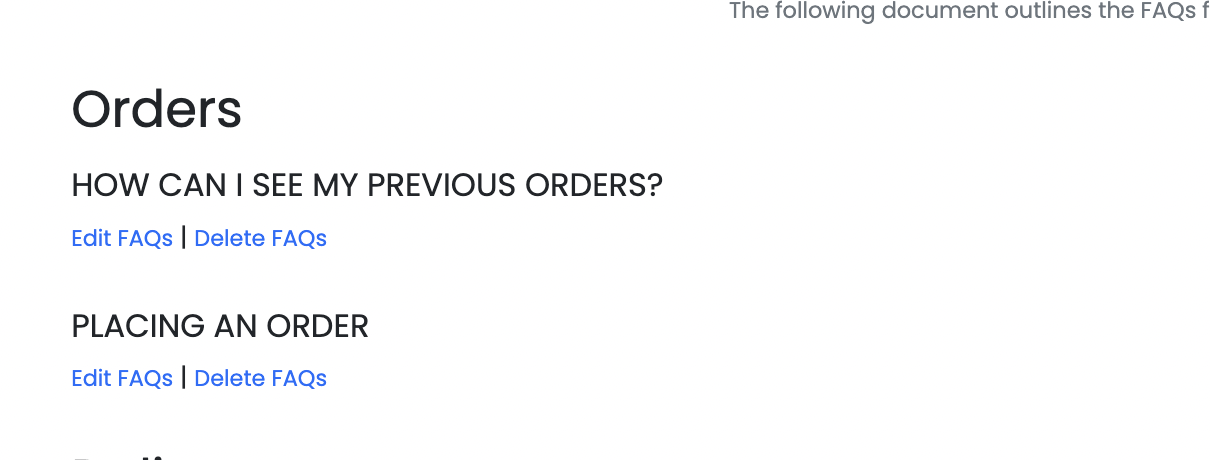 The following document outlines the FAQs f
Orders
HOW CAN I SEE MY PREVIOUS ORDERS?
Edit FAQs | Delete FAQs
PLACING AN ORDER
Edit FAQs | Delete FAQs